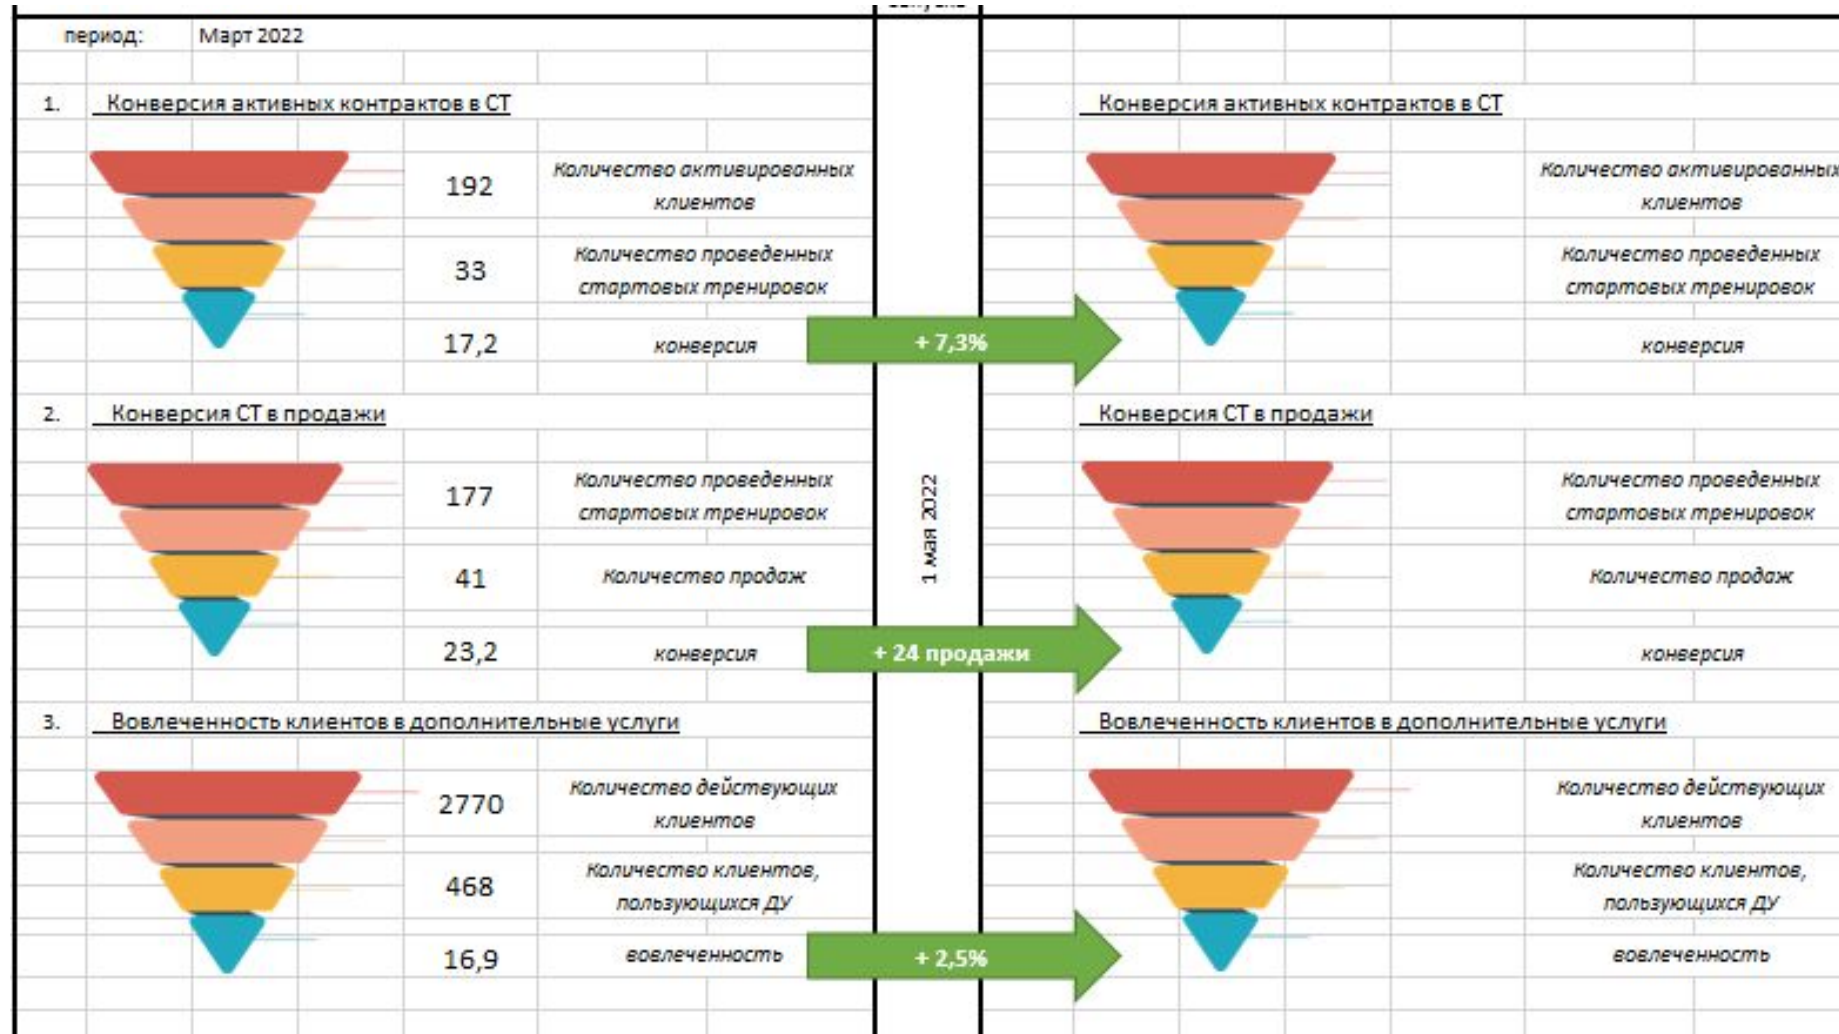 период: Март 2022
1. Конверсия активных контрактов в СТ
192 Количество активированных
клиентов
33 Количество проведенных
стартовых тренировок
17,2 конверсия
2. Конверсия СТ в продажи
177 Количество проведенных
стартовых тренировок
41 Количество продаж
23,2 конверсия
3. Вовлеченность клиентов в дополнительные услуги
2770 Количество действующих
клиентов
468 Количество клиентов,
пользующихся ДУ
16,9 вовлеченность
+ 7,3%
1 мая 2022
+ 24 продажи
+ 2,5%
Конверсия активных контрактов в СТ
Количество активированных
клиентов
Количество проведенных
стартовых тренировок
конверсия
Конверсия СТ в продажи
Количество проведенных
стартовых тренировок
Количество продаж
конверсия
Вовлеченность клиентов в дополнительные услуги
Количество действующих
клиентов
Количество клиентов,
пользующихся ДУ
вовлеченность